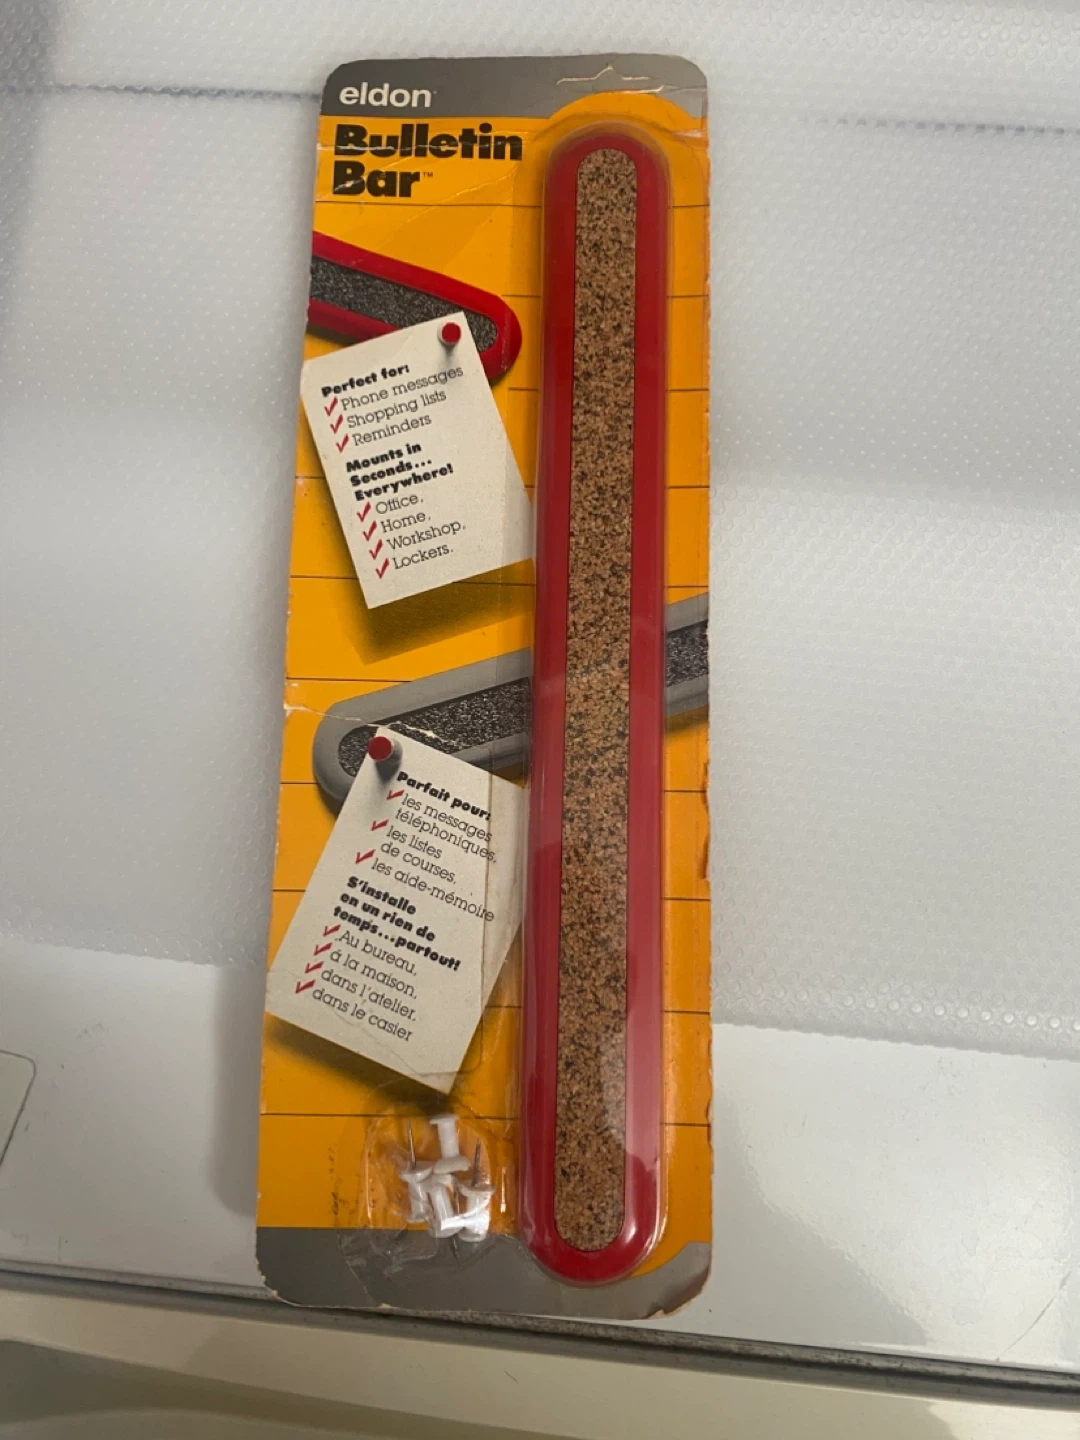 eldon
Bulletin
Bar™
Perfect for:
Phone messages
Shopping lists
Reminders
Mounts in
Seconds...
Everywhere!
Office,
Home,
Workshop,
Lockers.
Parfait pour:
les messages
téléphoniques,
les listes
de courses,
les aide-mémoire
S'installe
en un rien de
temps...partout!
Au bureau,
á la maison,
dans l'atelier,
dans le casier